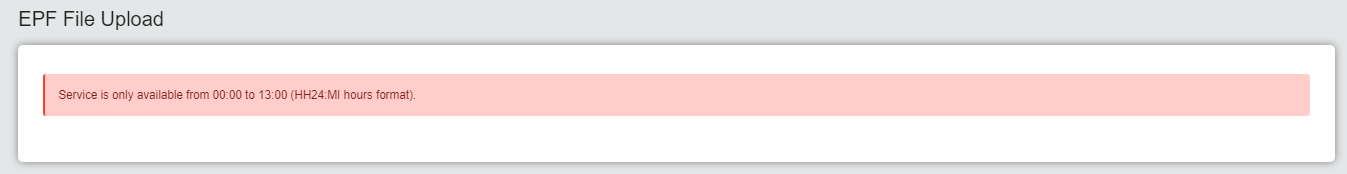 EPF File Upload
Service is only available from 00:00 to 13:00 (HH24:MI hours format).